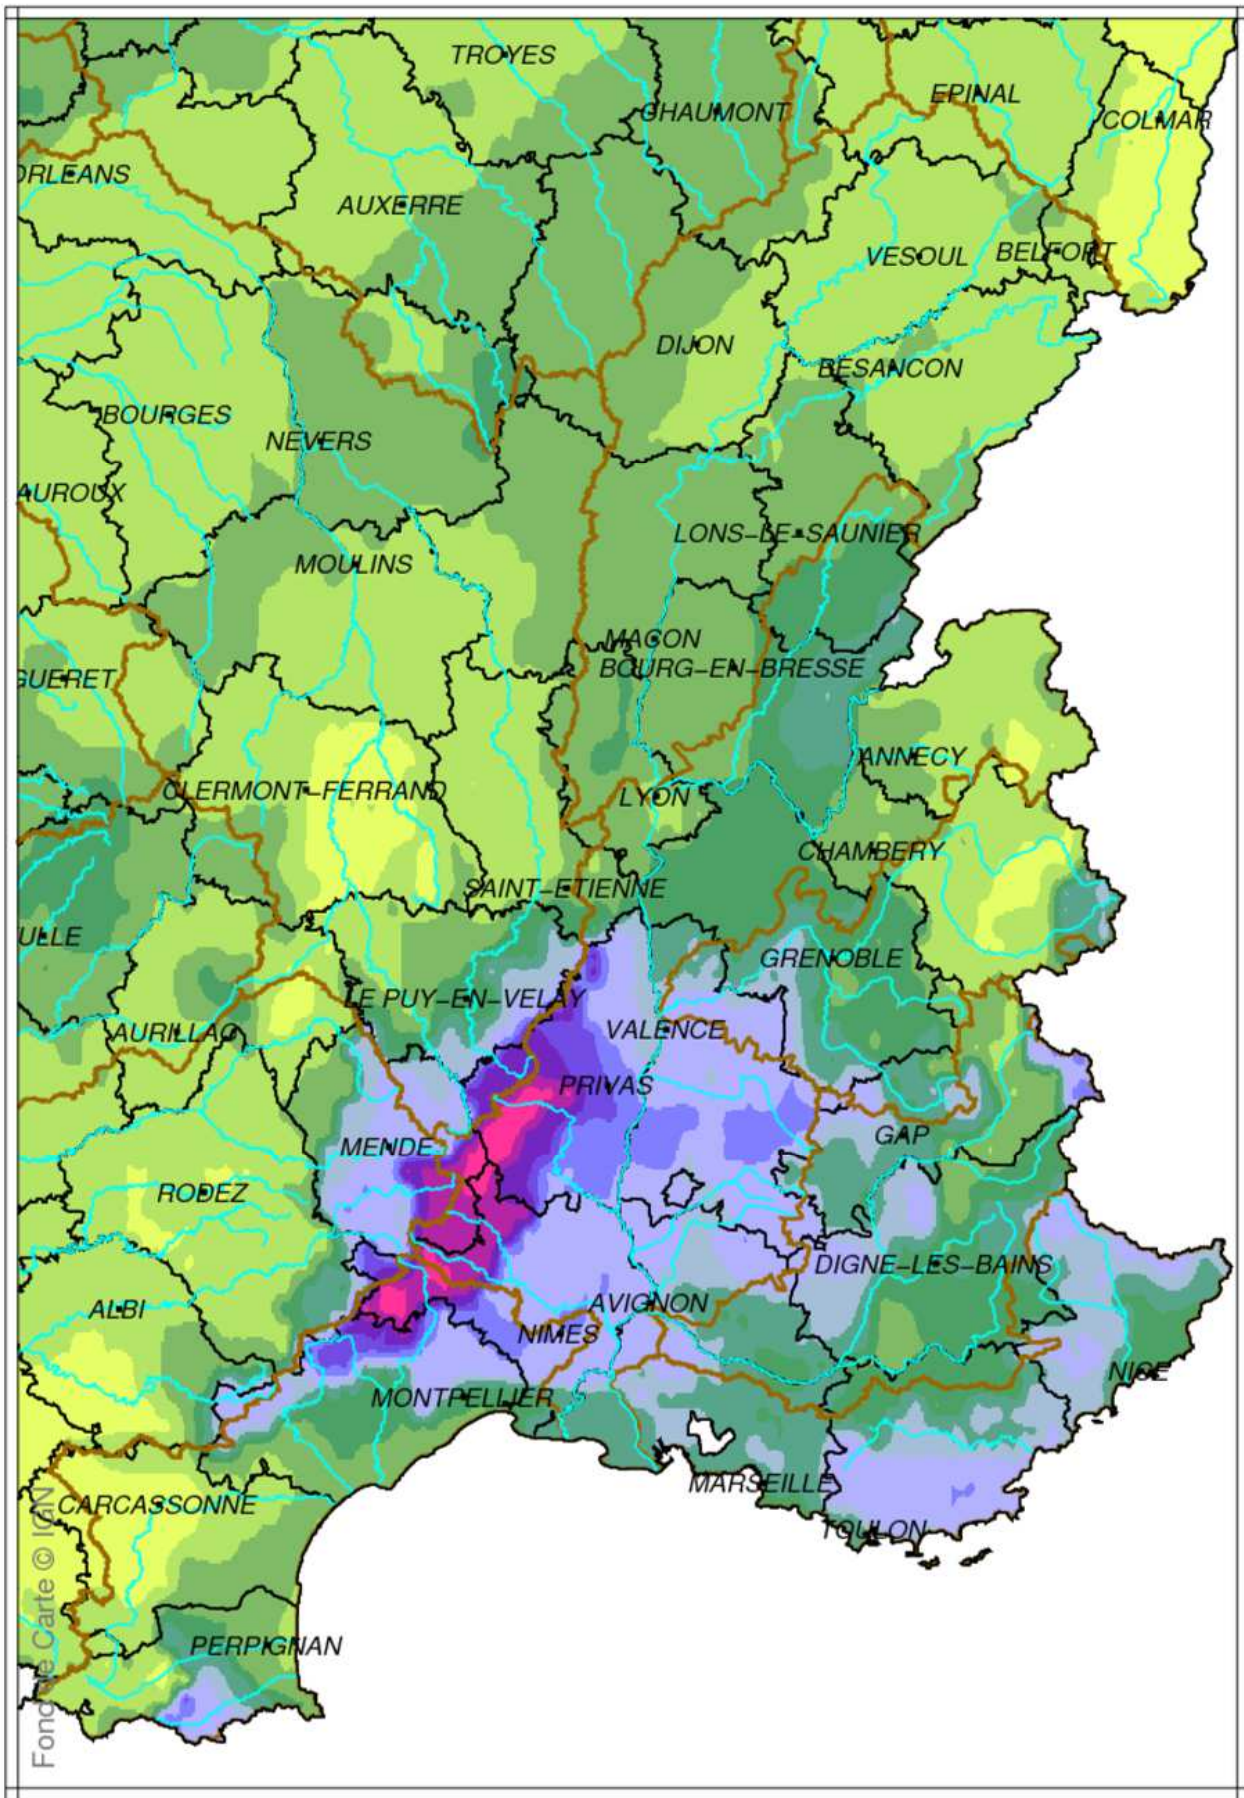 TROYES
EPINAL
CHAUMONT
COLMAR
ORLEANS
AUXERRE
VESOUL
BELFORT
DIJON
BESANCON
BOURGES
NEVERS
AUROUX
LONS-LE-SAUNIER
MOULINS
MACON
BOURG-EN-BRESSE
GUERET
ANNECY
CLERMONT-FERRAND
LYON
CHAMBERY
SAINT-ETIENNE
ULLE
GRENOBLE
LE PUY-EN-VELAY
AURILLAC
VALENCE
PRIVAS
GAP
MENDE
RODEZ
DIGNE-LES-BAINS
ALBI
AVIGNON
NIMES
NICE
MONTPELLIER
MARSEILLE
CARCASSONNE
TOULON
PERPIGNAN
Fond de Carte © IGN